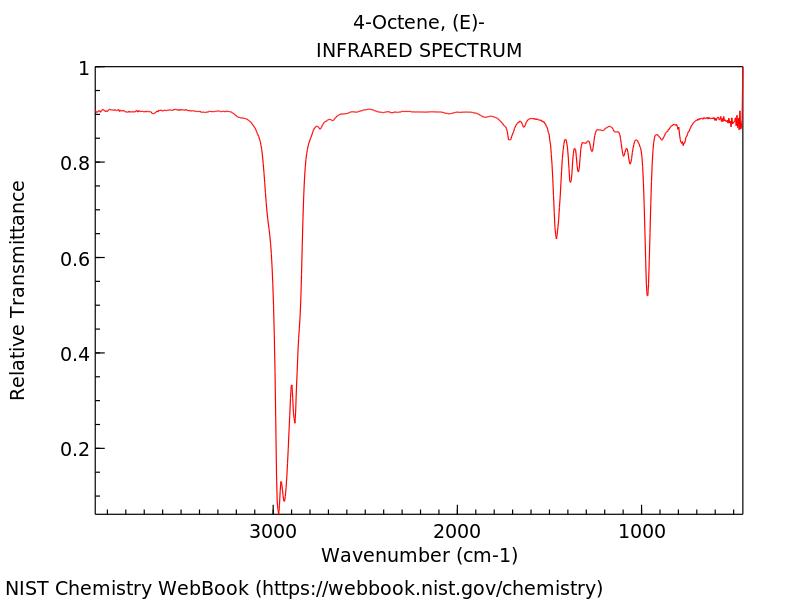 4-Octene, (E)-
INFRARED SPECTRUM
1
0.8
0.6
0.4
0.2
Relative Transmittance
3000 2000 1000
Wavenumber (cm-1)
NIST Chemistry WebBook (https://webbook.nist.gov/chemistry)